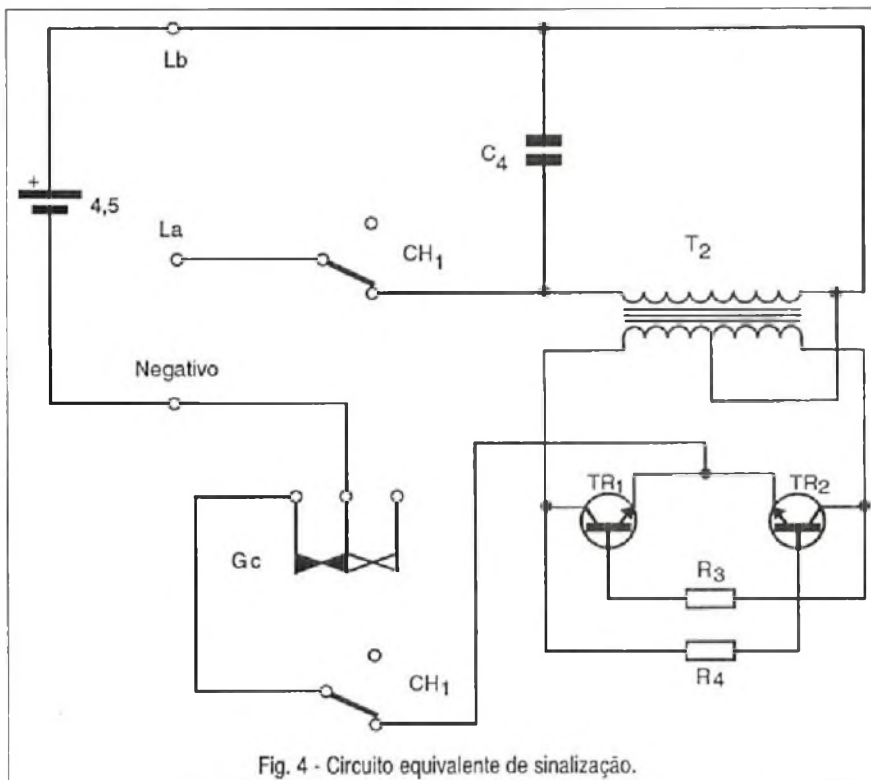 Lb
C4
+
4,5
La
CH1
T2
Negativo
TR1
TR2
Gc
R3
CH1
R4
Fig. 4 - Circuito equivalente de sinalização.